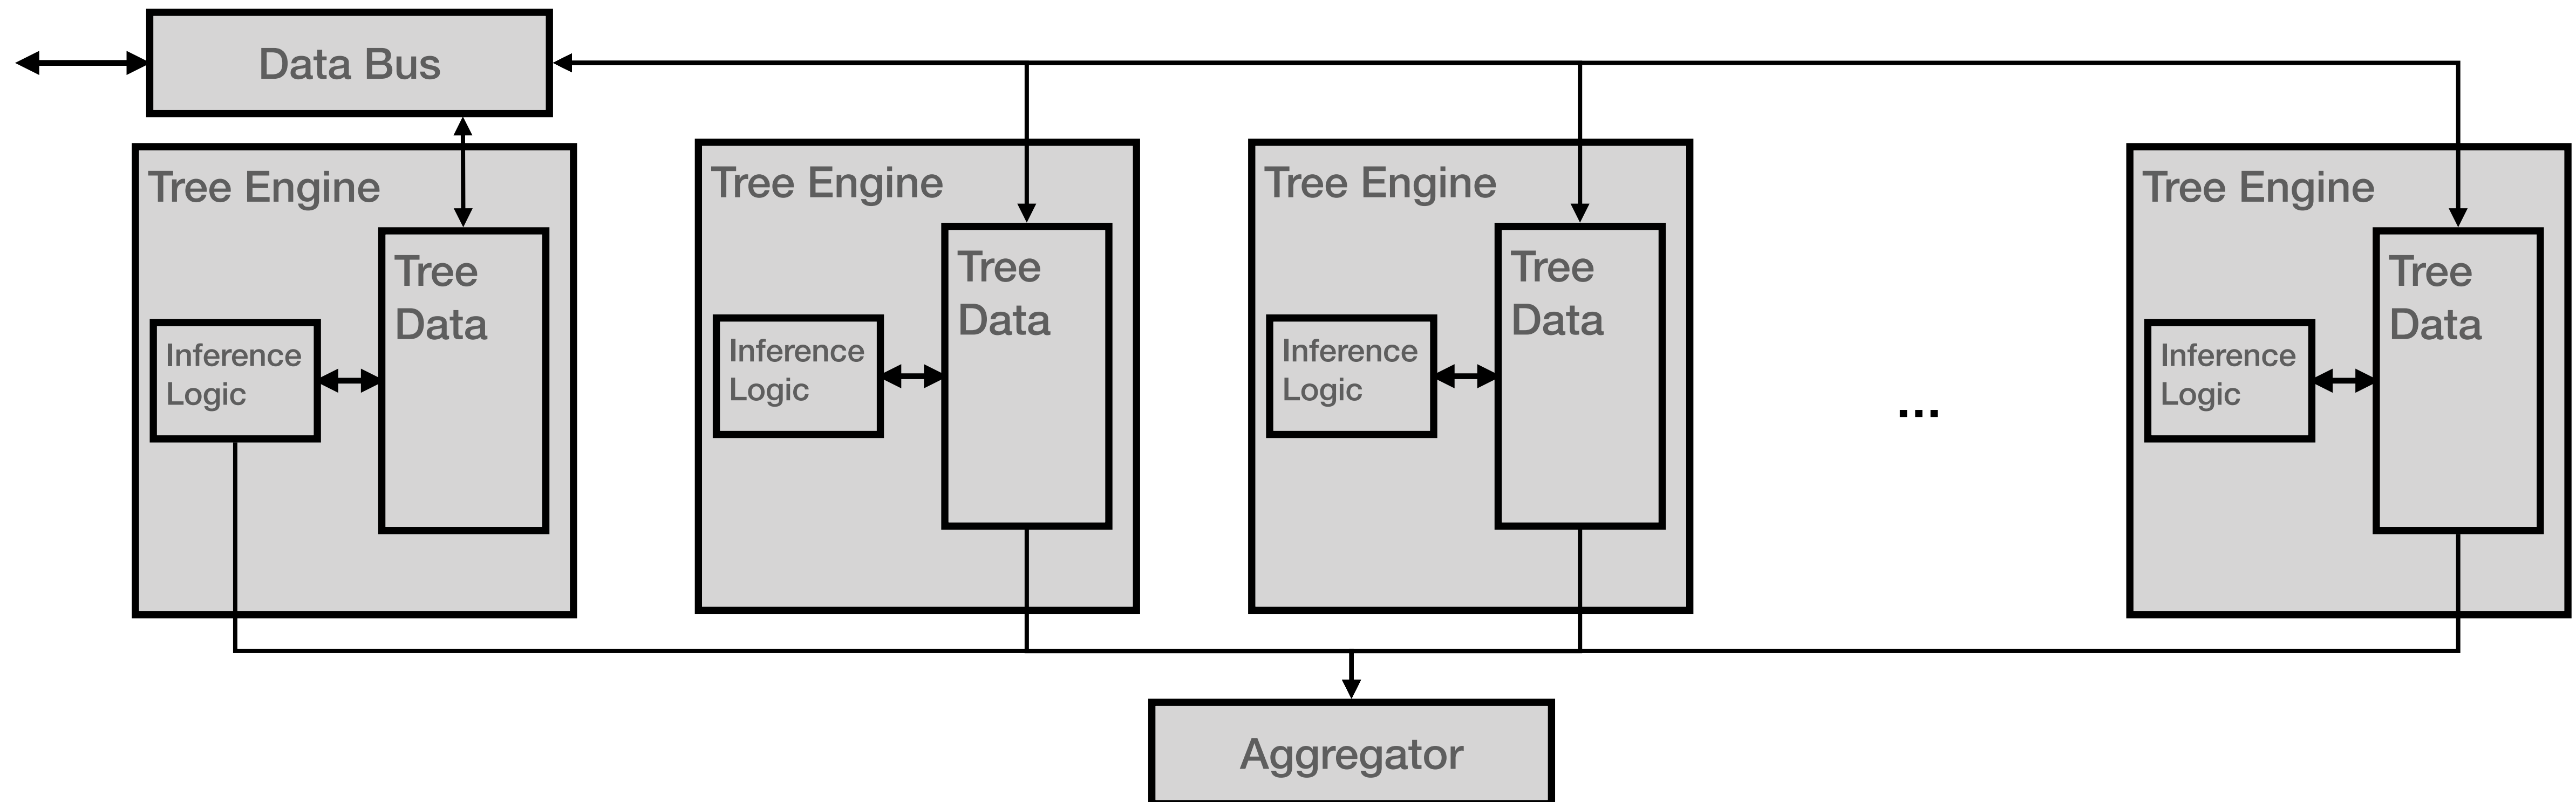 Data Bus
Tree Engine
Tree
Data
Inference
Logic
Tree Engine
Tree
Data
Inference
Logic
Tree Engine
Tree
Data
Inference
Logic
...
Tree Engine
Tree
Data
Inference
Logic
Aggregator